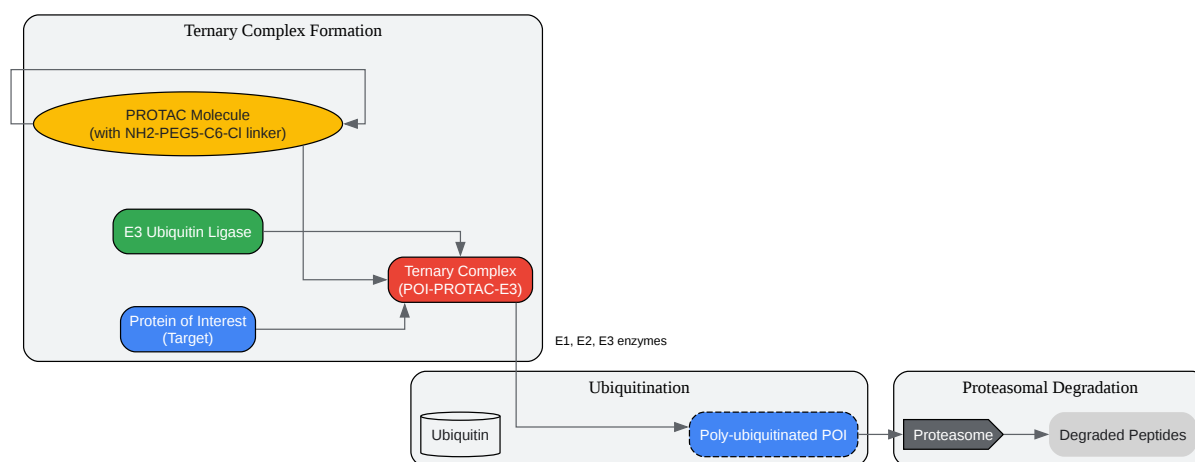 Ternary Complex Formation
PROTAC Molecule
(with NH2-PEG5-C6-Cl linker)
E3 Ubiquitin Ligase
Ternary Complex
(POI-PROTAC-E3)
Protein of Interest
(Target)
E1, E2, E3 enzymes
Ubiquitination
Ubiquitin
Poly-ubiquitinated POI
Proteasomal Degradation
Proteasome
Degraded Peptides